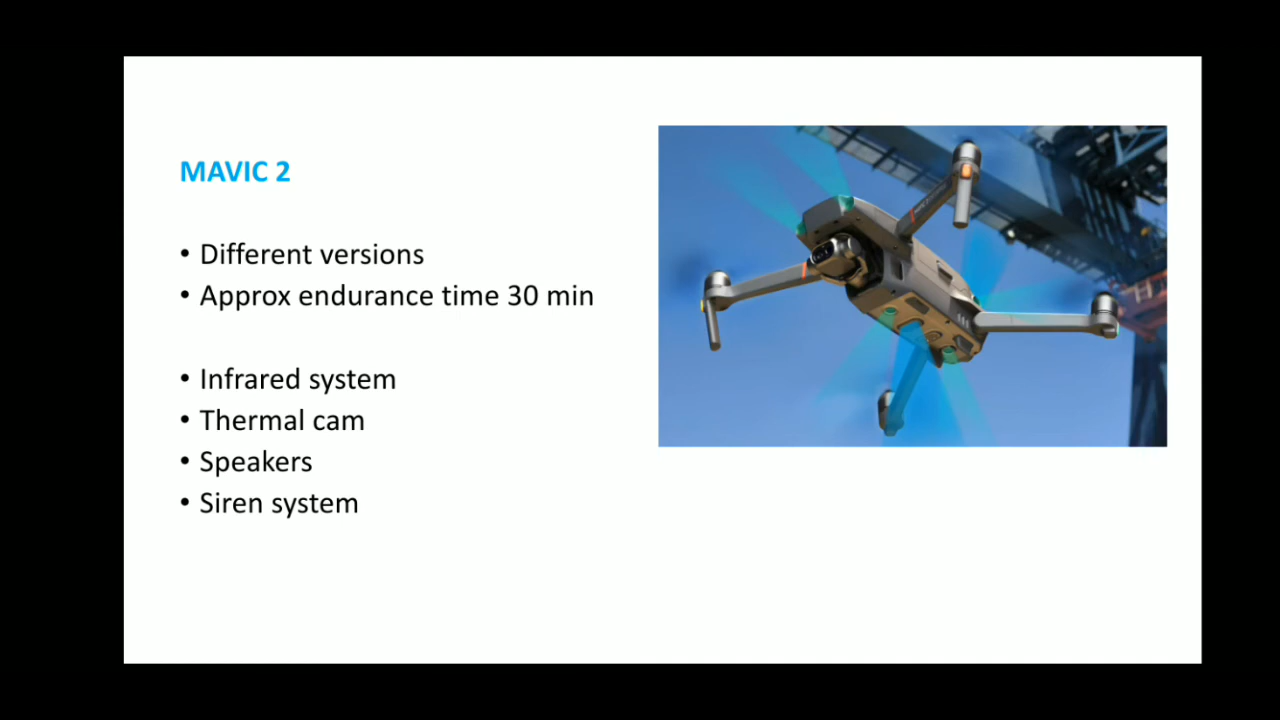 MAVIC 2
• Different versions
• Approx endurance time 30 min
• Infrared system
• Thermal cam
• Speakers
• Siren system